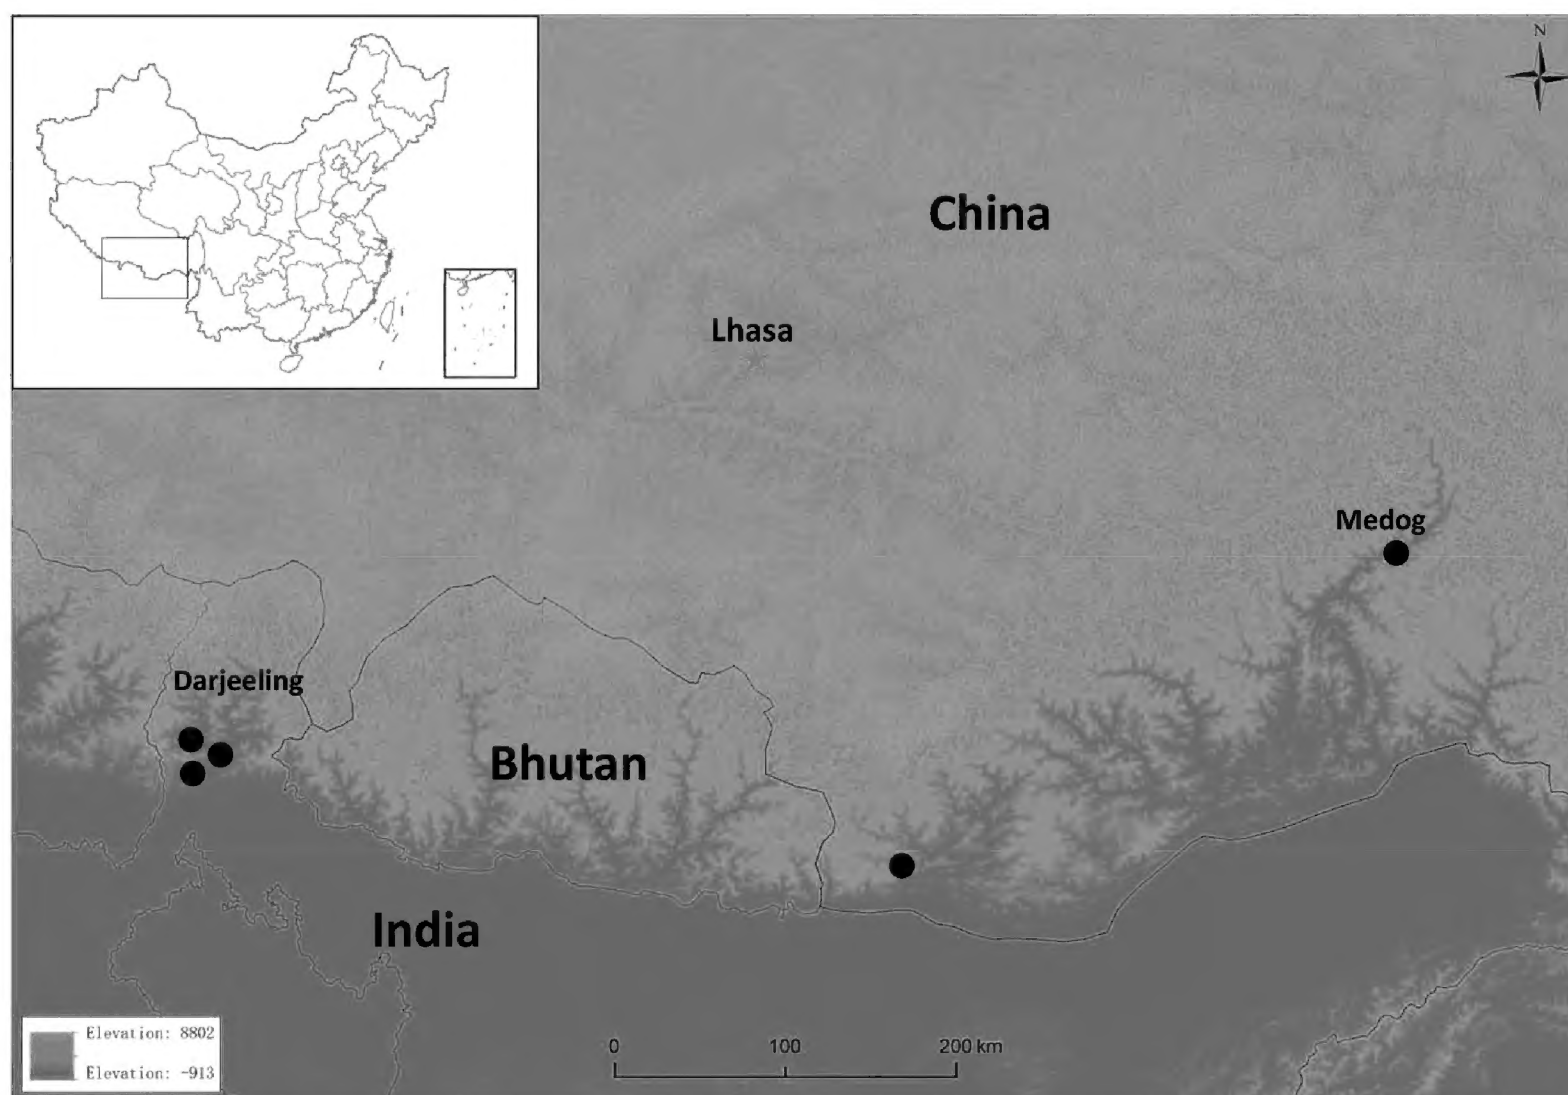 N
China
Lhasa
Medog
Darjeeling
Bhutan
India
Elevation: 8802
Elevation: -913
0 100 200 km